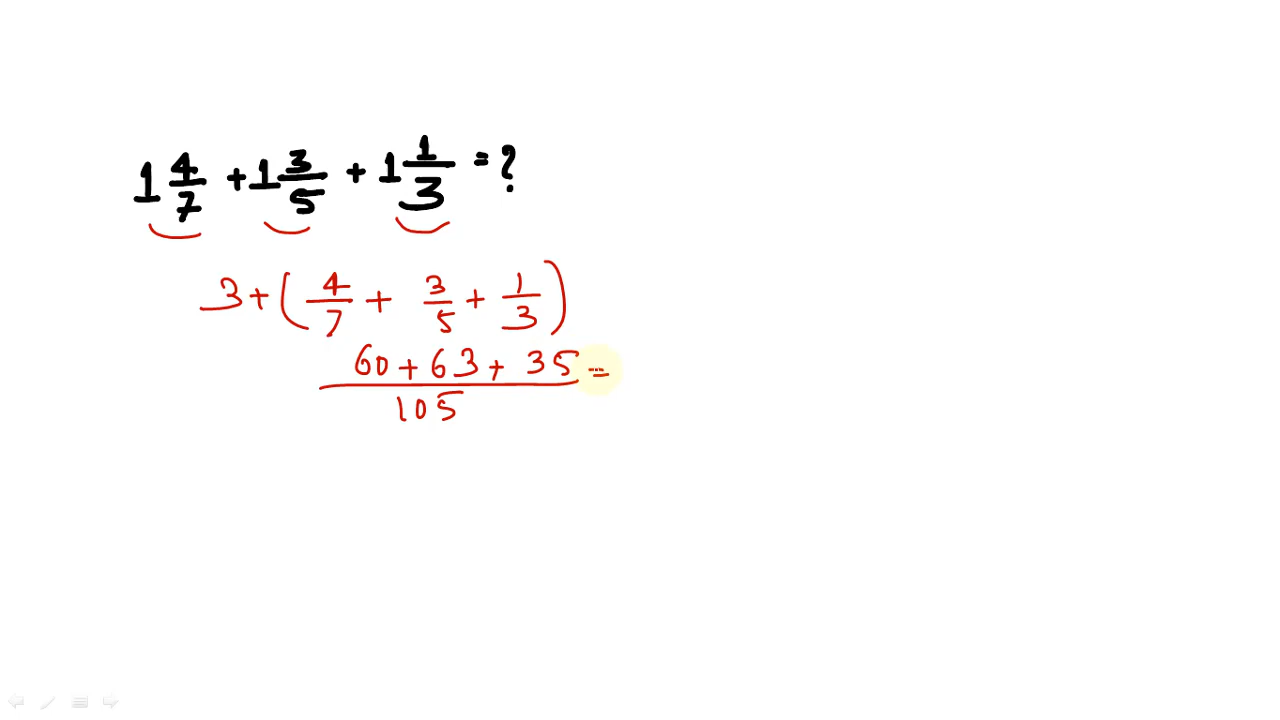 1 4/7 + 1 3/5 + 1 1/3 = ?
3 + ( 4/7 + 3/5 + 1/3 )
60 + 63 + 35 =
105